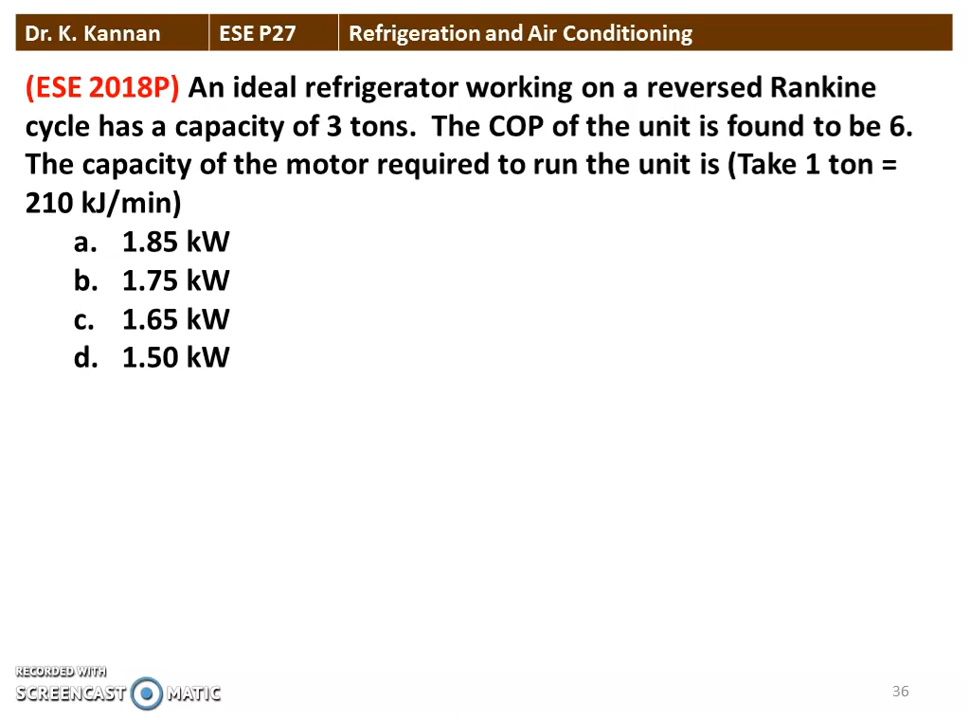 Dr. K. Kannan ESE P27 Refrigeration and Air Conditioning
(ESE 2018P) An ideal refrigerator working on a reversed Rankine
cycle has a capacity of 3 tons. The COP of the unit is found to be 6.
The capacity of the motor required to run the unit is (Take 1 ton =
210 kJ/min)
a. 1.85 kW
b. 1.75 kW
c. 1.65 kW
d. 1.50 kW
RECORDED WITH
SCREENCAST MATIC
36